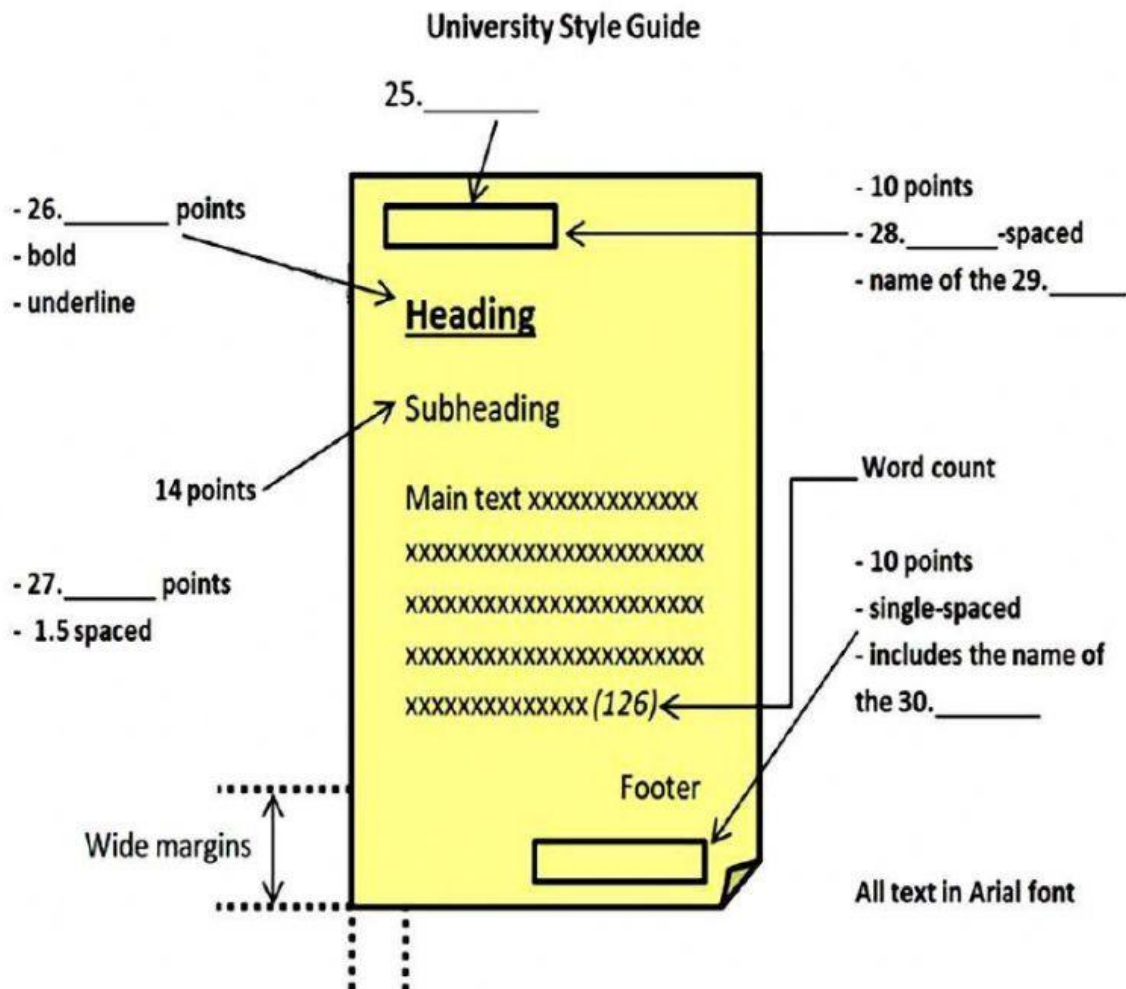 University Style Guide
25.________
- 26.________ points
- bold
- underline
- 10 points
- 28.________-spaced
- name of the 29.________
Heading
Subheading
14 points
Word count
Main text xxxxxxxxxxxxx
xxxxxxxxxxxxxxxxxxxxxxx
xxxxxxxxxxxxxxxxxxxxxxx
xxxxxxxxxxxxxxxxxxxxxxx
xxxxxxxxxxxxxx (126)
- 27.________ points
- 1.5 spaced
- 10 points
- single-spaced
- includes the name of
the 30.________
Footer
Wide margins
All text in Arial font